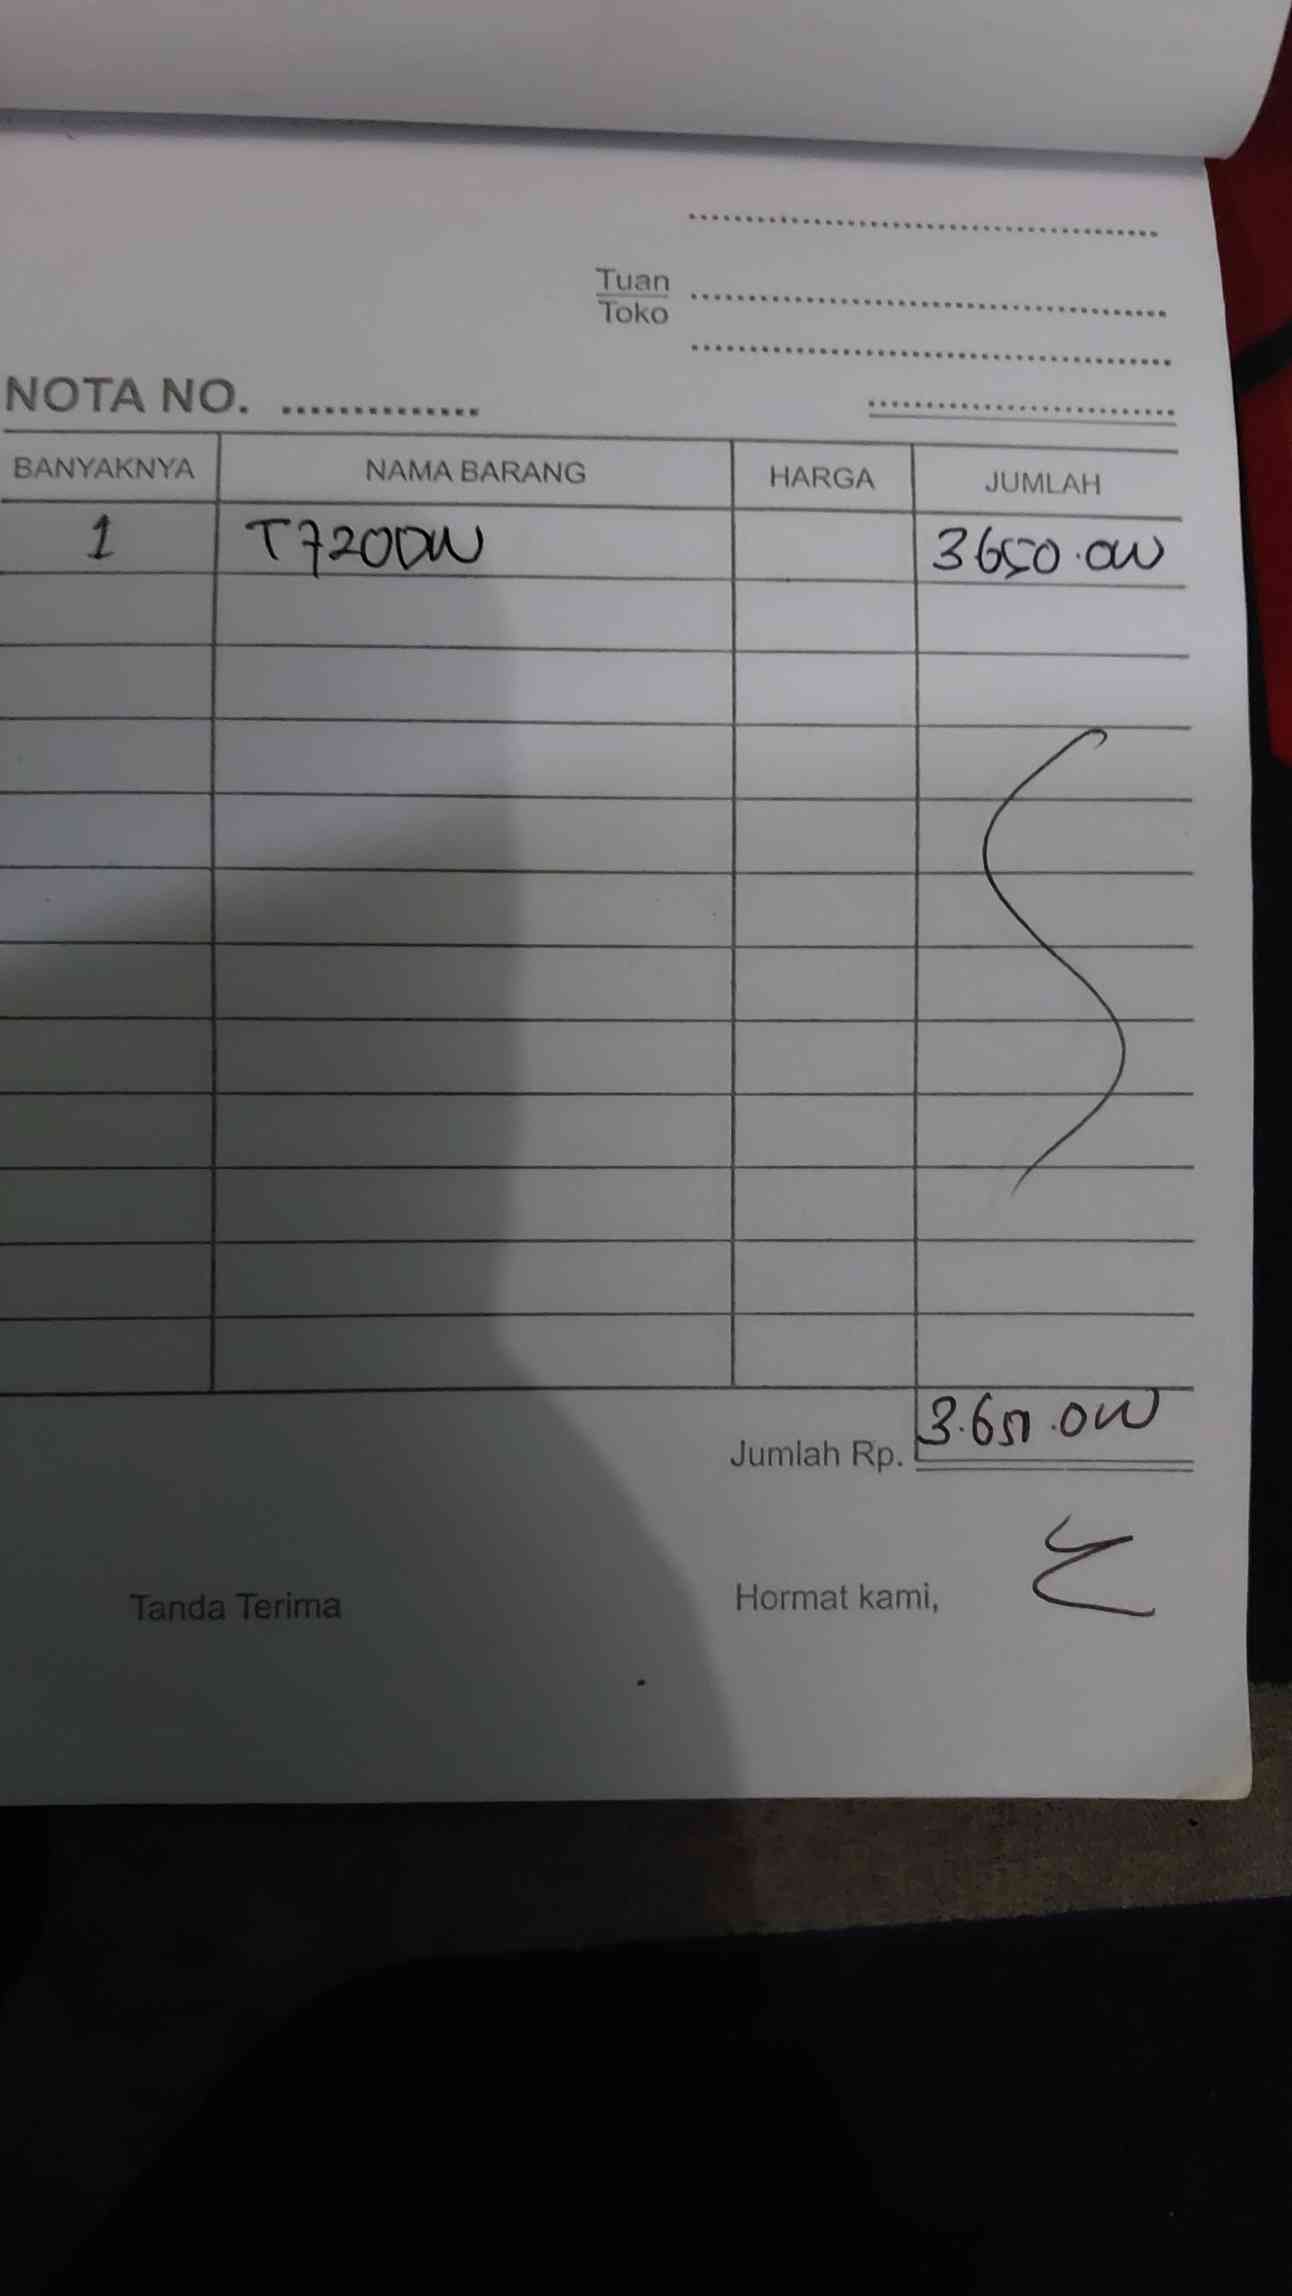 Tuan
Toko
NOTA NO. ..............
BANYAKNYA NAMA BARANG HARGA JUMLAH
1 T720DW 3650.000
Jumlah Rp. 3.650.000
Tanda Terima Hormat kami,